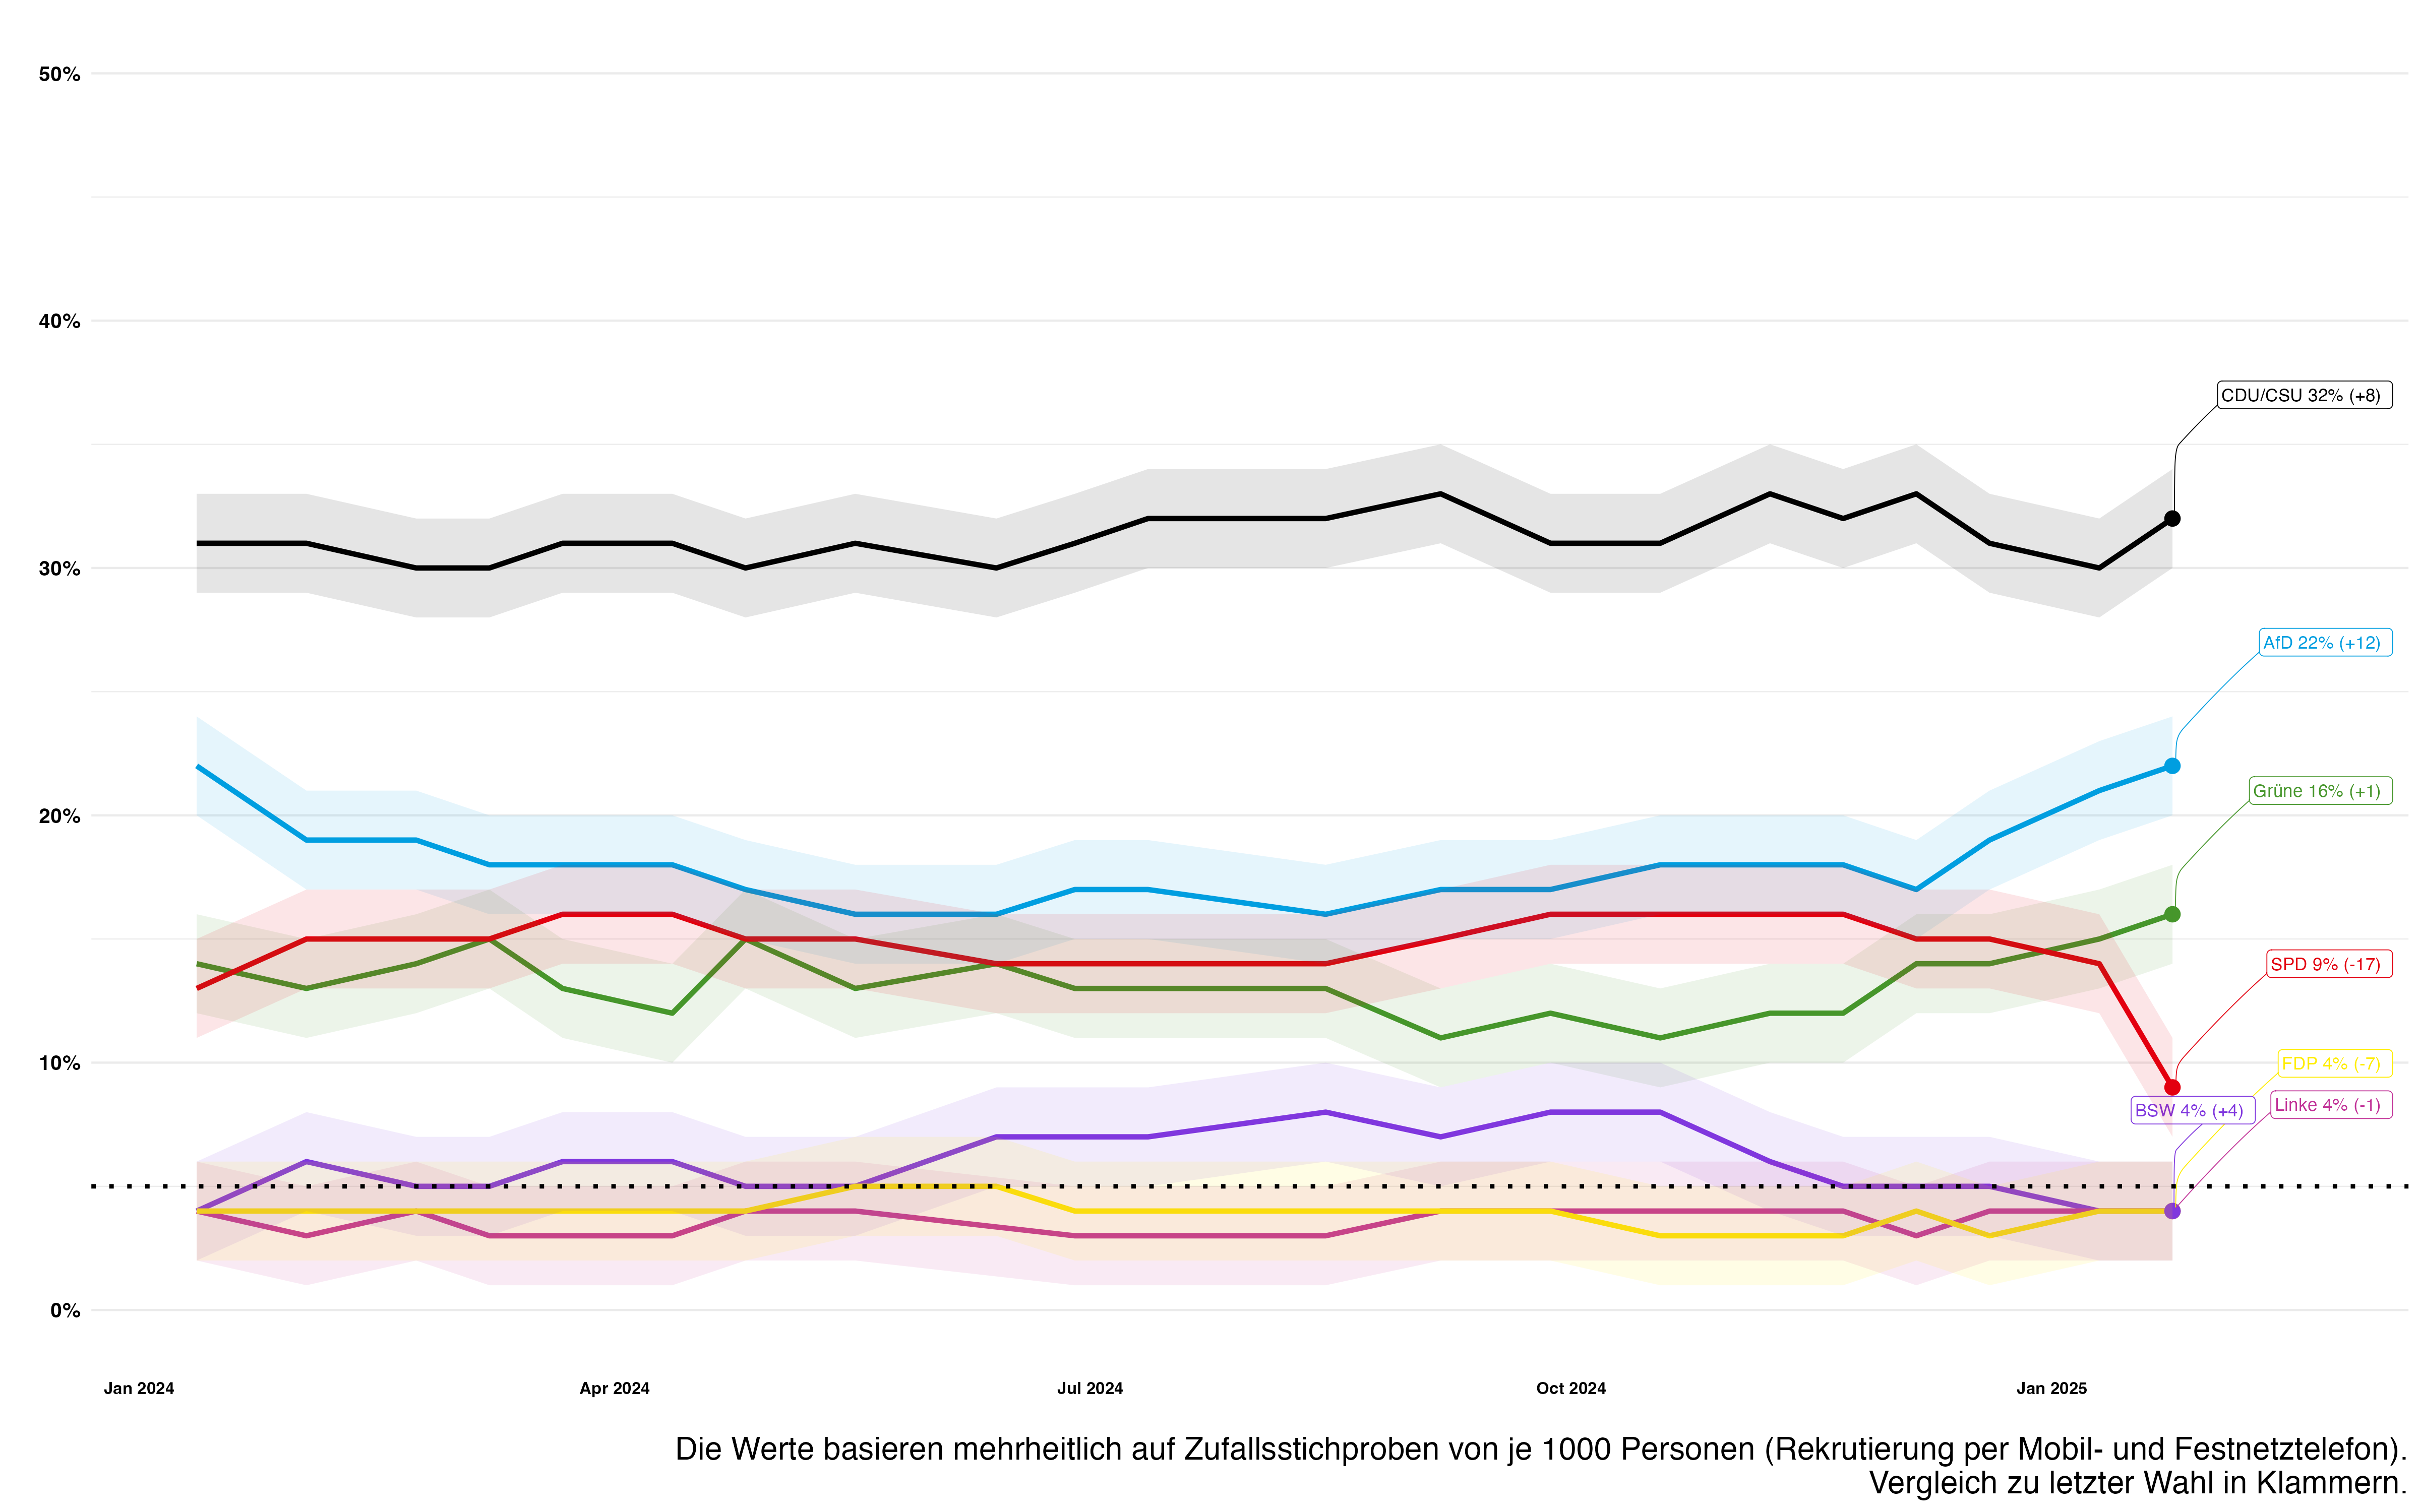 50%
40%
CDU/CSU 32% (+8)
30%
AfD 22% (+12)
Grüne 16% (+1)
20%
SPD 9% (-17)
10%
FDP 4% (-7)
Linke 4% (-1)
BSW 4% (+4)
0%
Jan 2024 Apr 2024 Jul 2024 Oct 2024 Jan 2025
Die Werte basieren mehrheitlich auf Zufallsstichproben von je 1000 Personen (Rekrutierung per Mobil- und Festnetztelefon).
Vergleich zu letzter Wahl in Klammern.